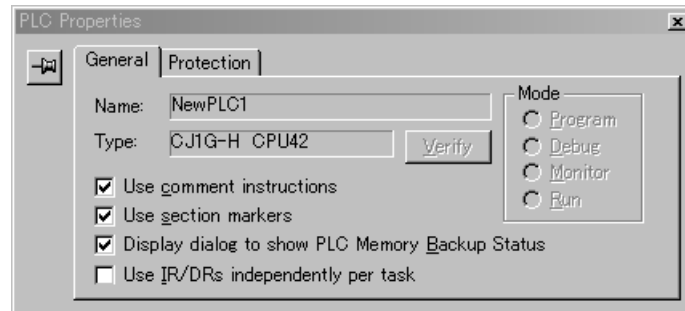 PLC Properties
General Protection
Name: NewPLC1
Type: CJ1G-H CPU42 Verify
Mode
Program
Debug
Monitor
Run
Use comment instructions
Use section markers
Display dialog to show PLC Memory Backup Status
Use IR/DRs independently per task